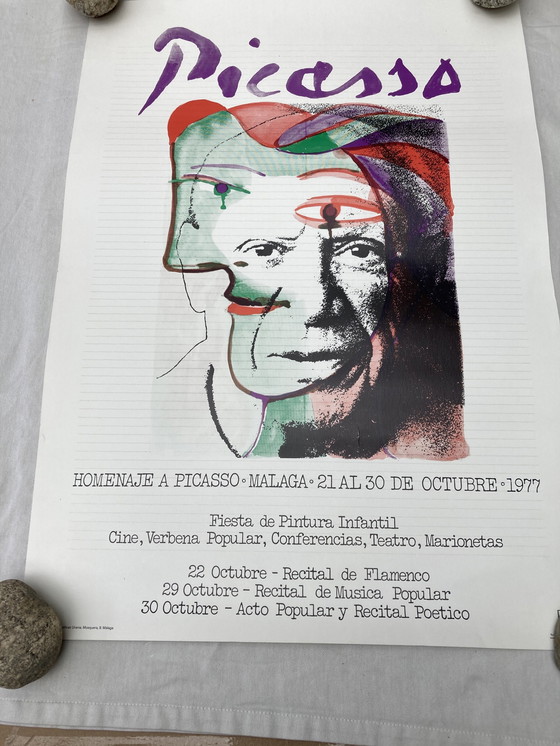 Picasso
HOMENAJE A PICASSO·MALAGA·21 AL 30 DE OCTUBRE·1977
Fiesta de Pintura Infantil
Cine, Verbena Popular, Conferencias, Teatro, Marionetas
22 Octubre - Recital de Flamenco
29 Octubre - Recital de Musica Popular
30 Octubre - Acto Popular y Recital Poetico
Málaga